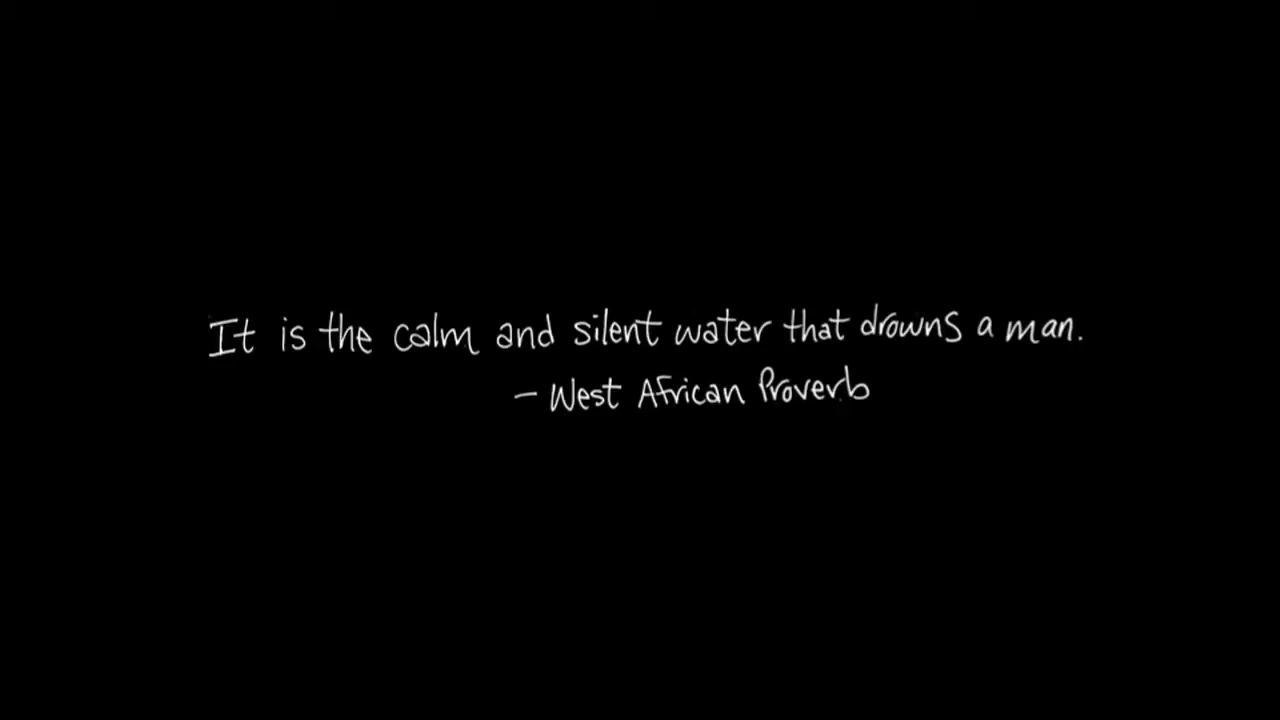 It is the calm and silent water that drowns a man.
– West African Proverb